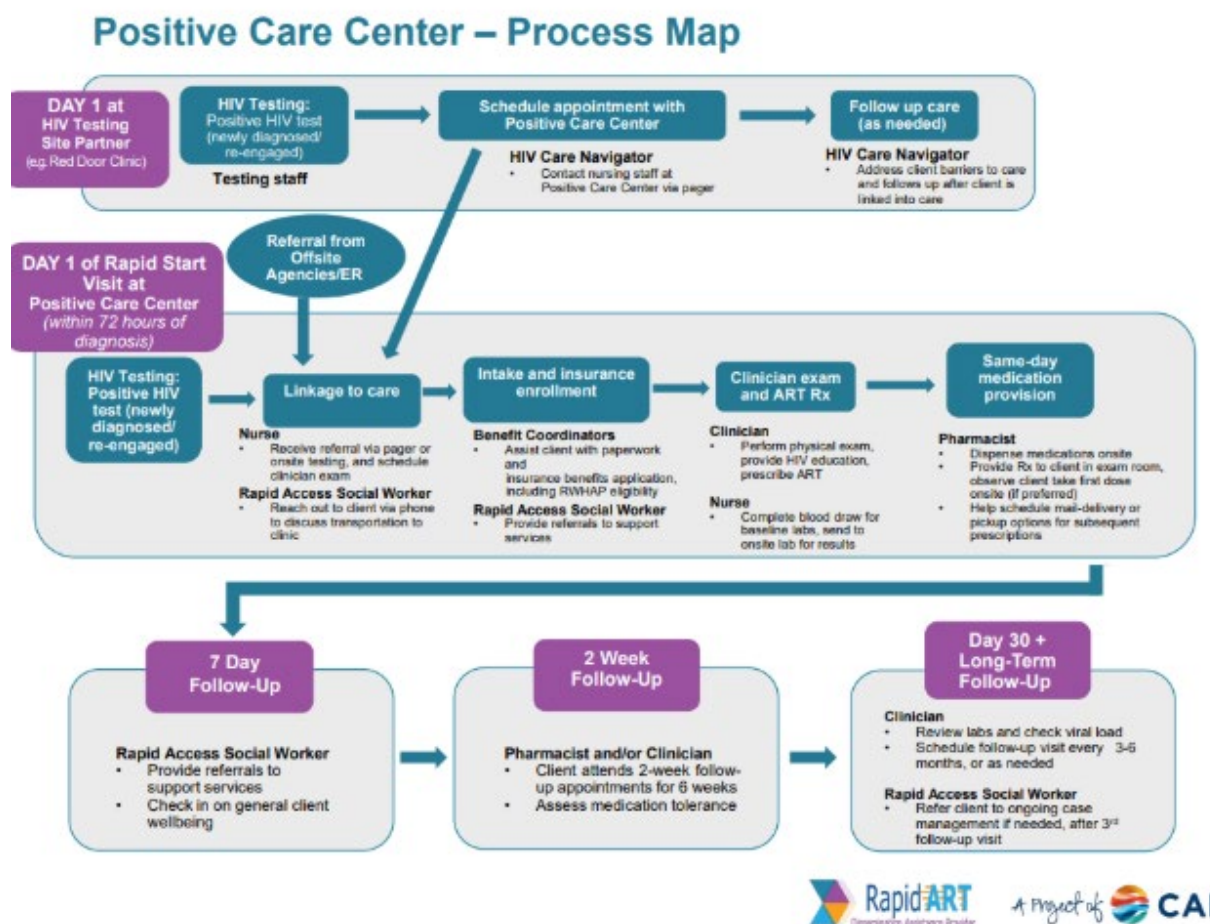 Positive Care Center – Process Map
DAY 1 at
HIV Testing
Site Partner
(e.g. Red Door Clinic)
HIV Testing:
Positive HIV test
(newly diagnosed/
re-engaged)
Testing staff
Schedule appointment with
Positive Care Center
HIV Care Navigator
• Contact nursing staff at
Positive Care Center via pager
Follow up care
(as needed)
HIV Care Navigator
• Address client barriers to care
and follows up after client is
linked into care
Referral from
Offsite
Agencies/ER
DAY 1 of Rapid Start
Visit at
Positive Care Center
(within 72 hours of
diagnosis)
HIV Testing:
Positive HIV
test (newly
diagnosed/
re-engaged)
Linkage to care
Nurse
• Receive referral via pager or
onsite testing, and schedule
clinician exam
Rapid Access Social Worker
• Reach out to client via phone
to discuss transportation to
clinic
Intake and insurance
enrollment
Benefit Coordinators
• Assist client with paperwork
and
insurance benefits application,
including RWHAP eligibility
Rapid Access Social Worker
• Provide referrals to support
services
Clinician exam
and ART Rx
Clinician
• Perform physical exam,
provide HIV education,
prescribe ART
Nurse
• Complete blood draw for
baseline labs, send to
onsite lab for results
Same-day
medication
provision
Pharmacist
• Dispense medications onsite
• Provide Rx to client in exam room,
observe client take first dose
onsite (if preferred)
• Help schedule mail-delivery or
pickup options for subsequent
prescriptions
7 Day
Follow-Up
Rapid Access Social Worker
• Provide referrals to
support services
• Check in on general client
wellbeing
2 Week
Follow-Up
Pharmacist and/or Clinician
• Client attends 2-week follow-
up appointments for 6 weeks
• Assess medication tolerance
Day 30 +
Long-Term
Follow-Up
Clinician
• Review labs and check viral load
• Schedule follow-up visit every 3-6
months, or as needed
Rapid Access Social Worker
• Refer client to ongoing case
management if needed, after 3rd
follow-up visit
Rapid ART
Dissemination Assistance Provider
A Project of CAI